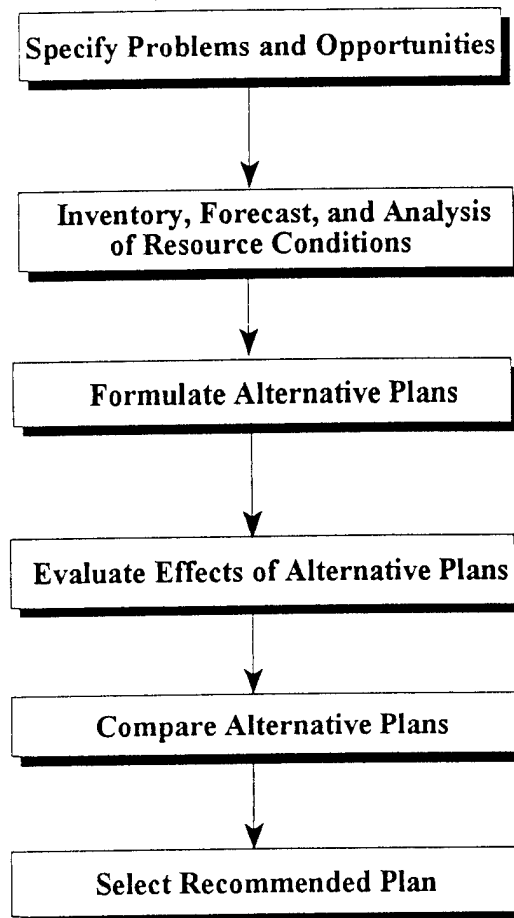 Specify Problems and Opportunities
Inventory, Forecast, and Analysis
of Resource Conditions
Formulate Alternative Plans
Evaluate Effects of Alternative Plans
Compare Alternative Plans
Select Recommended Plan